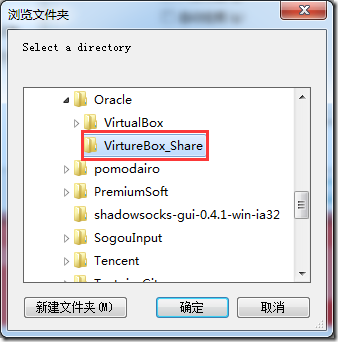 浏览文件夹
Select a directory
Oracle
VirtualBox
VirtureBox_Share
pomodairo
PremiumSoft
shadowsocks-gui-0.4.1-win-ia32
SogouInput
Tencent
新建文件夹(M) 确定 取消